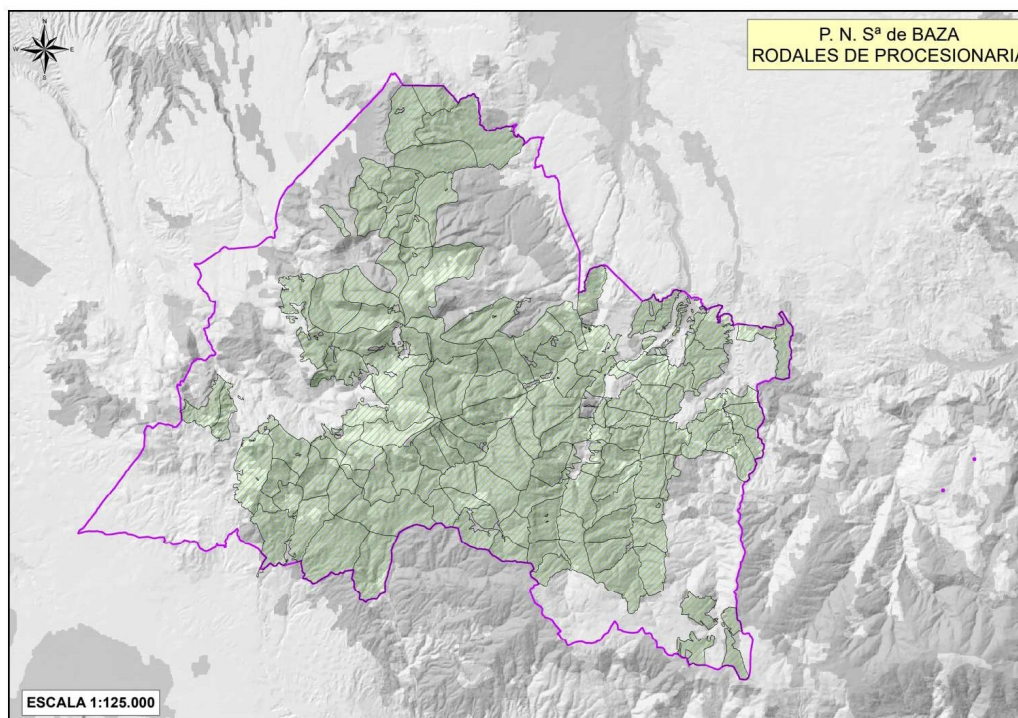 N
W E
S
P. N. Sª de BAZA
RODALES DE PROCESIONARIA
ESCALA 1:125.000